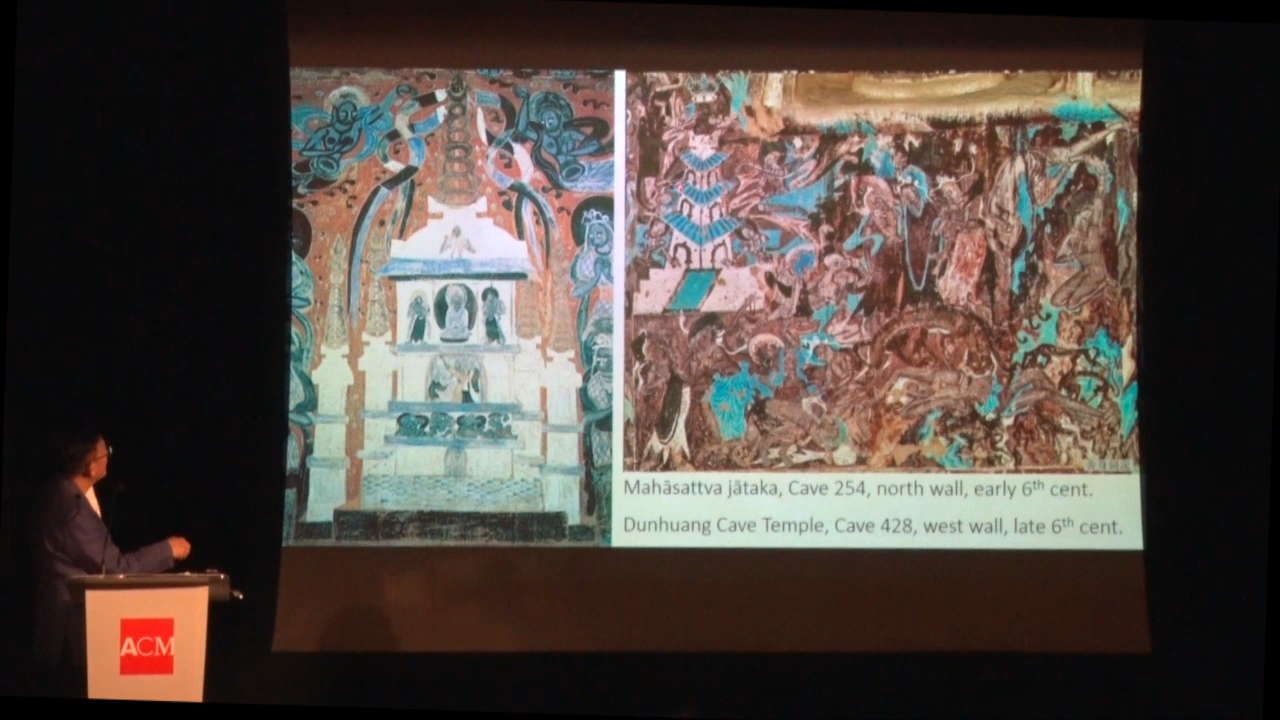 Mahāsattva jātaka, Cave 254, north wall, early 6th cent.
Dunhuang Cave Temple, Cave 428, west wall, late 6th cent.
ACM